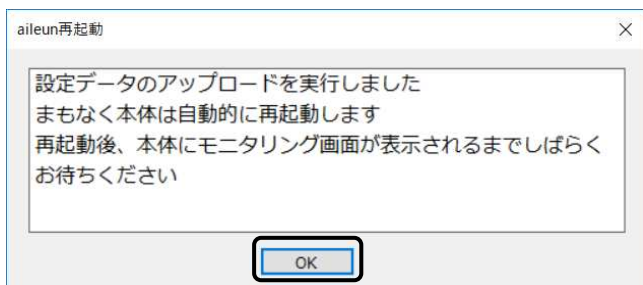 aileun再起動
設定データのアップロードを実行しました
まもなく本体は自動的に再起動します
再起動後、本体にモニタリング画面が表示されるまでしばらく
お待ちください
OK